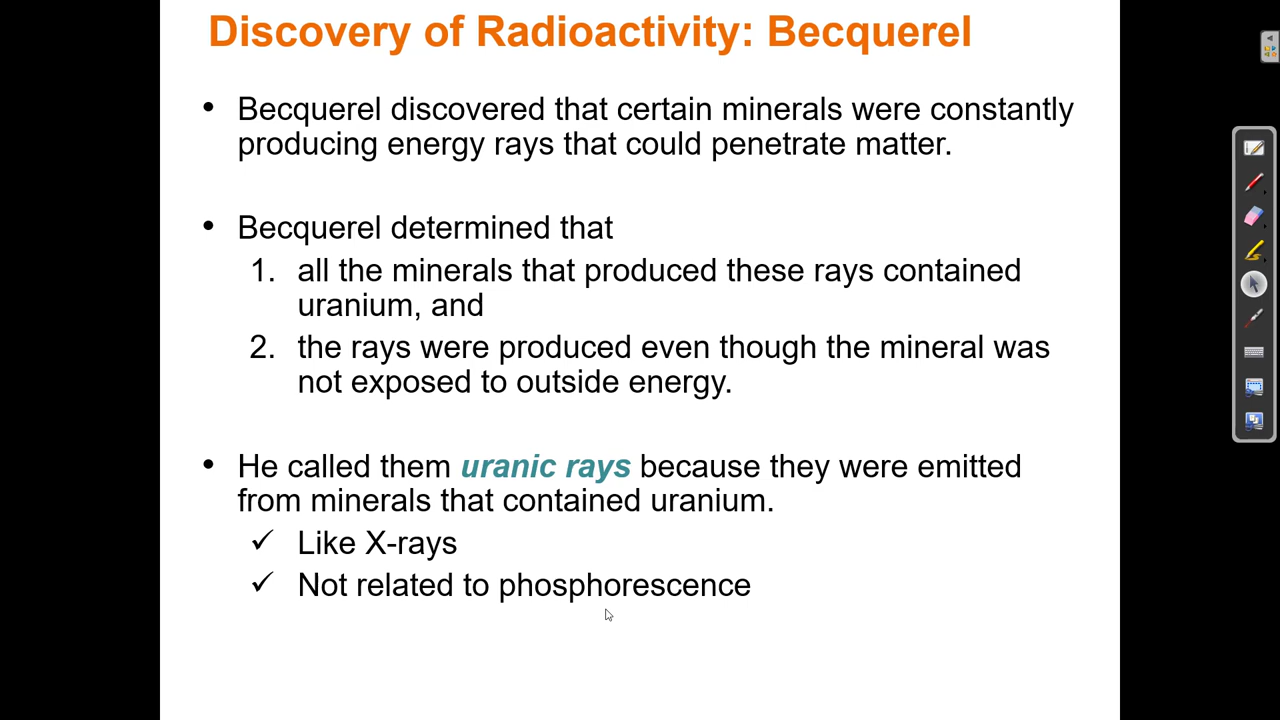 Discovery of Radioactivity: Becquerel
• Becquerel discovered that certain minerals were constantly
producing energy rays that could penetrate matter.
• Becquerel determined that
1. all the minerals that produced these rays contained
uranium, and
2. the rays were produced even though the mineral was
not exposed to outside energy.
• He called them uranic rays because they were emitted
from minerals that contained uranium.
✓ Like X-rays
✓ Not related to phosphorescence